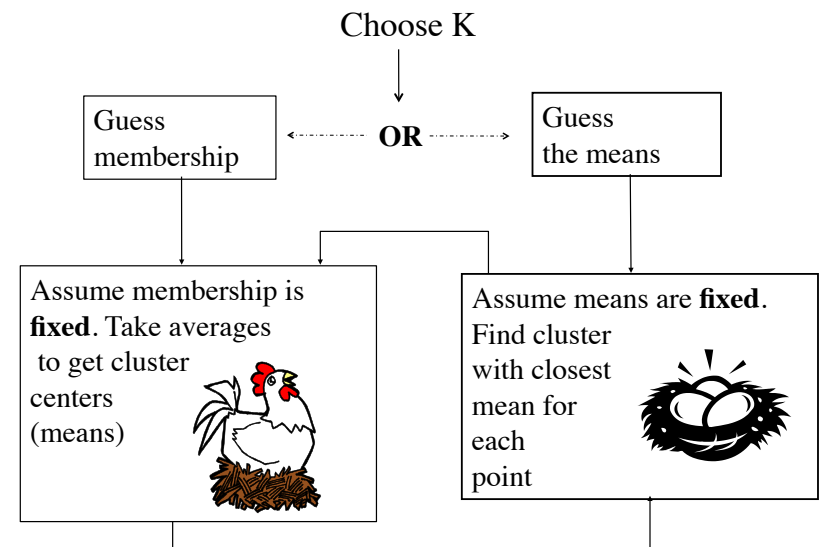 Choose K
Guess
membership
OR
Guess
the means
Assume membership is
fixed. Take averages
to get cluster
centers
(means)
Assume means are fixed.
Find cluster
with closest
mean for
each
point